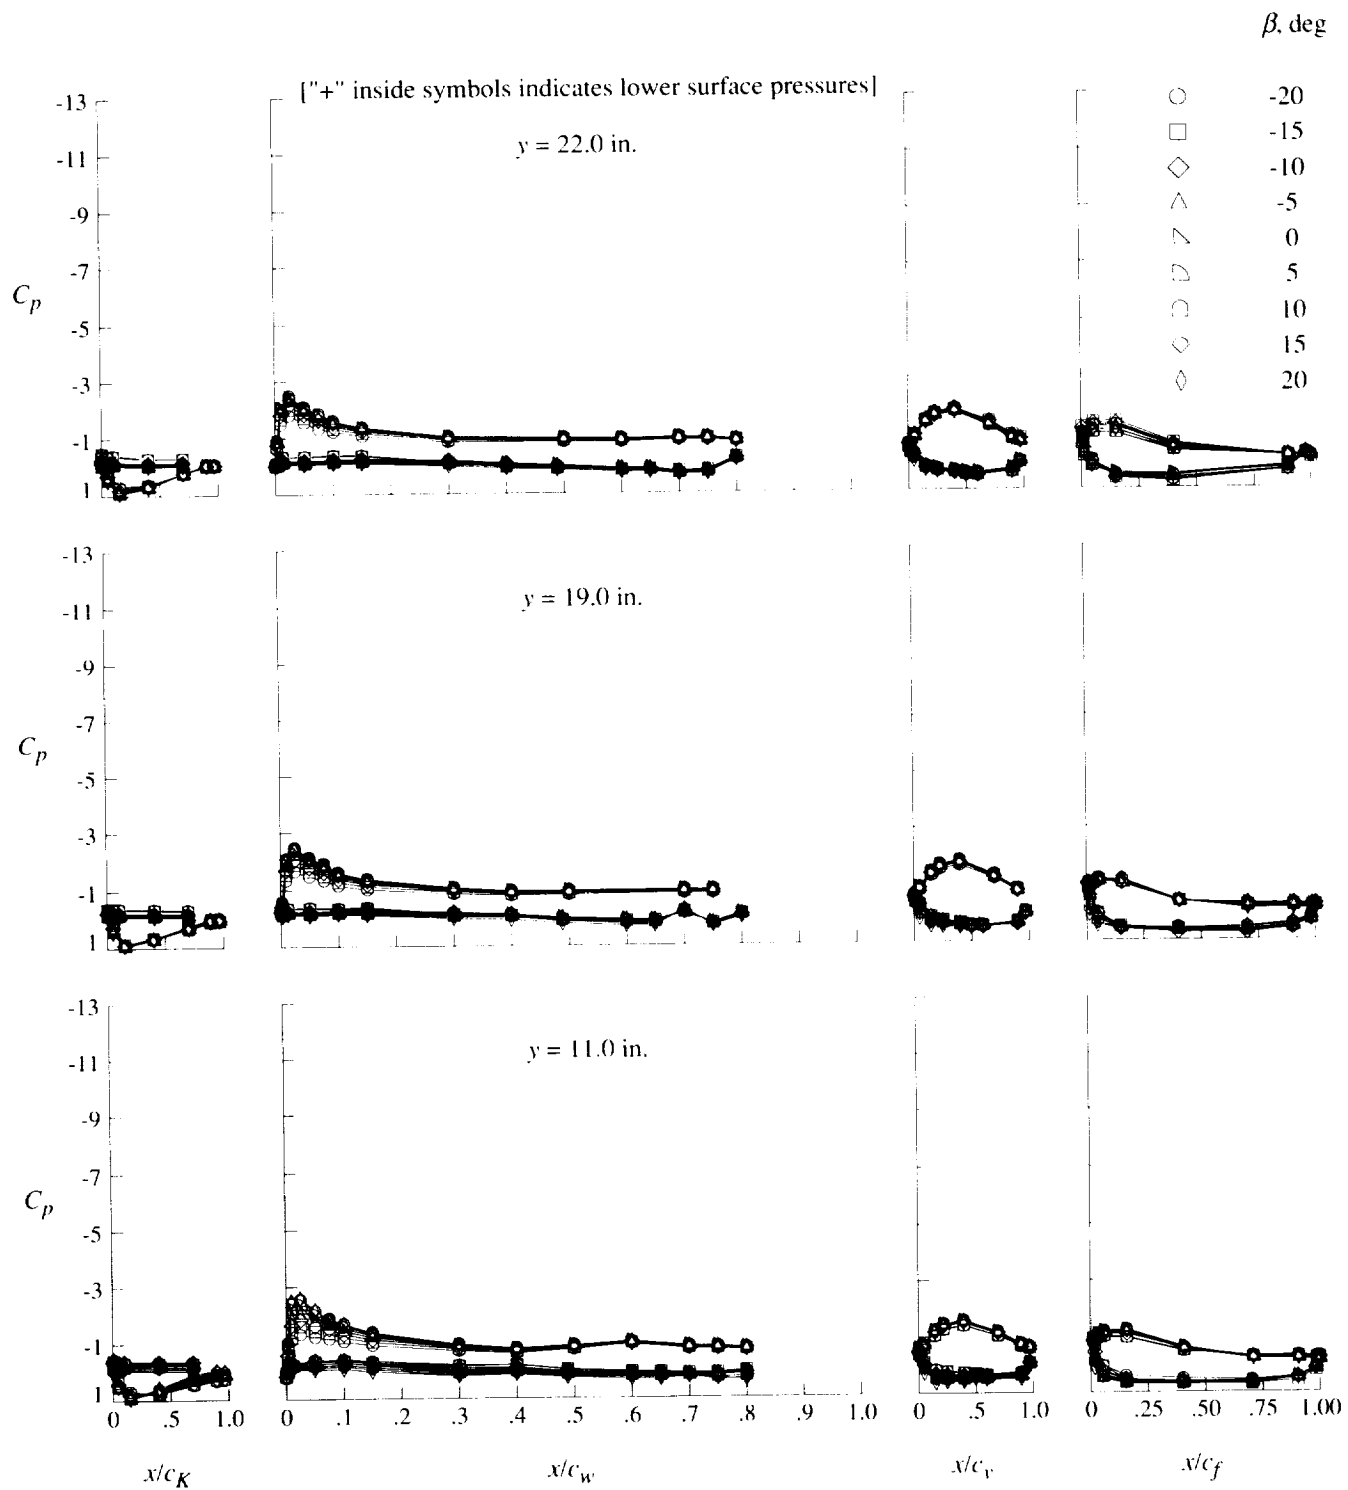 β, deg
["+" inside symbols indicates lower surface pressures]
-20
-15
-10
-5
0
5
10
15
20
y = 22.0 in.
-13
-11
-9
-7
-5
-3
-1
1
C_p
y = 19.0 in.
-13
-11
-9
-7
-5
-3
-1
1
C_p
y = 11.0 in.
-13
-11
-9
-7
-5
-3
-1
1
C_p
0 .5 1.0
0 .1 .2 .3 .4 .5 .6 .7 .8 .9 1.0
0 .5 1.0
0 .25 .50 .75 1.00
x/c_K
x/c_w
x/c_v
x/c_f